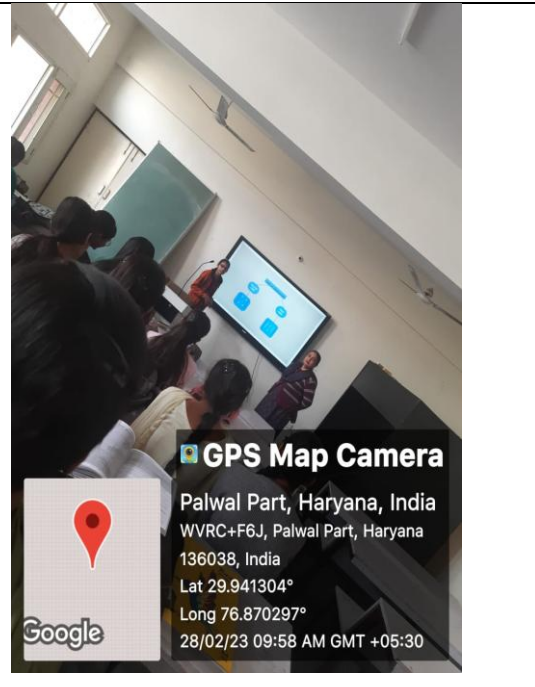 GPS Map Camera
Palwal Part, Haryana, India
WVRC+F6J, Palwal Part, Haryana
136038, India
Lat 29.941304°
Long 76.870297°
28/02/23 09:58 AM GMT +05:30
Google